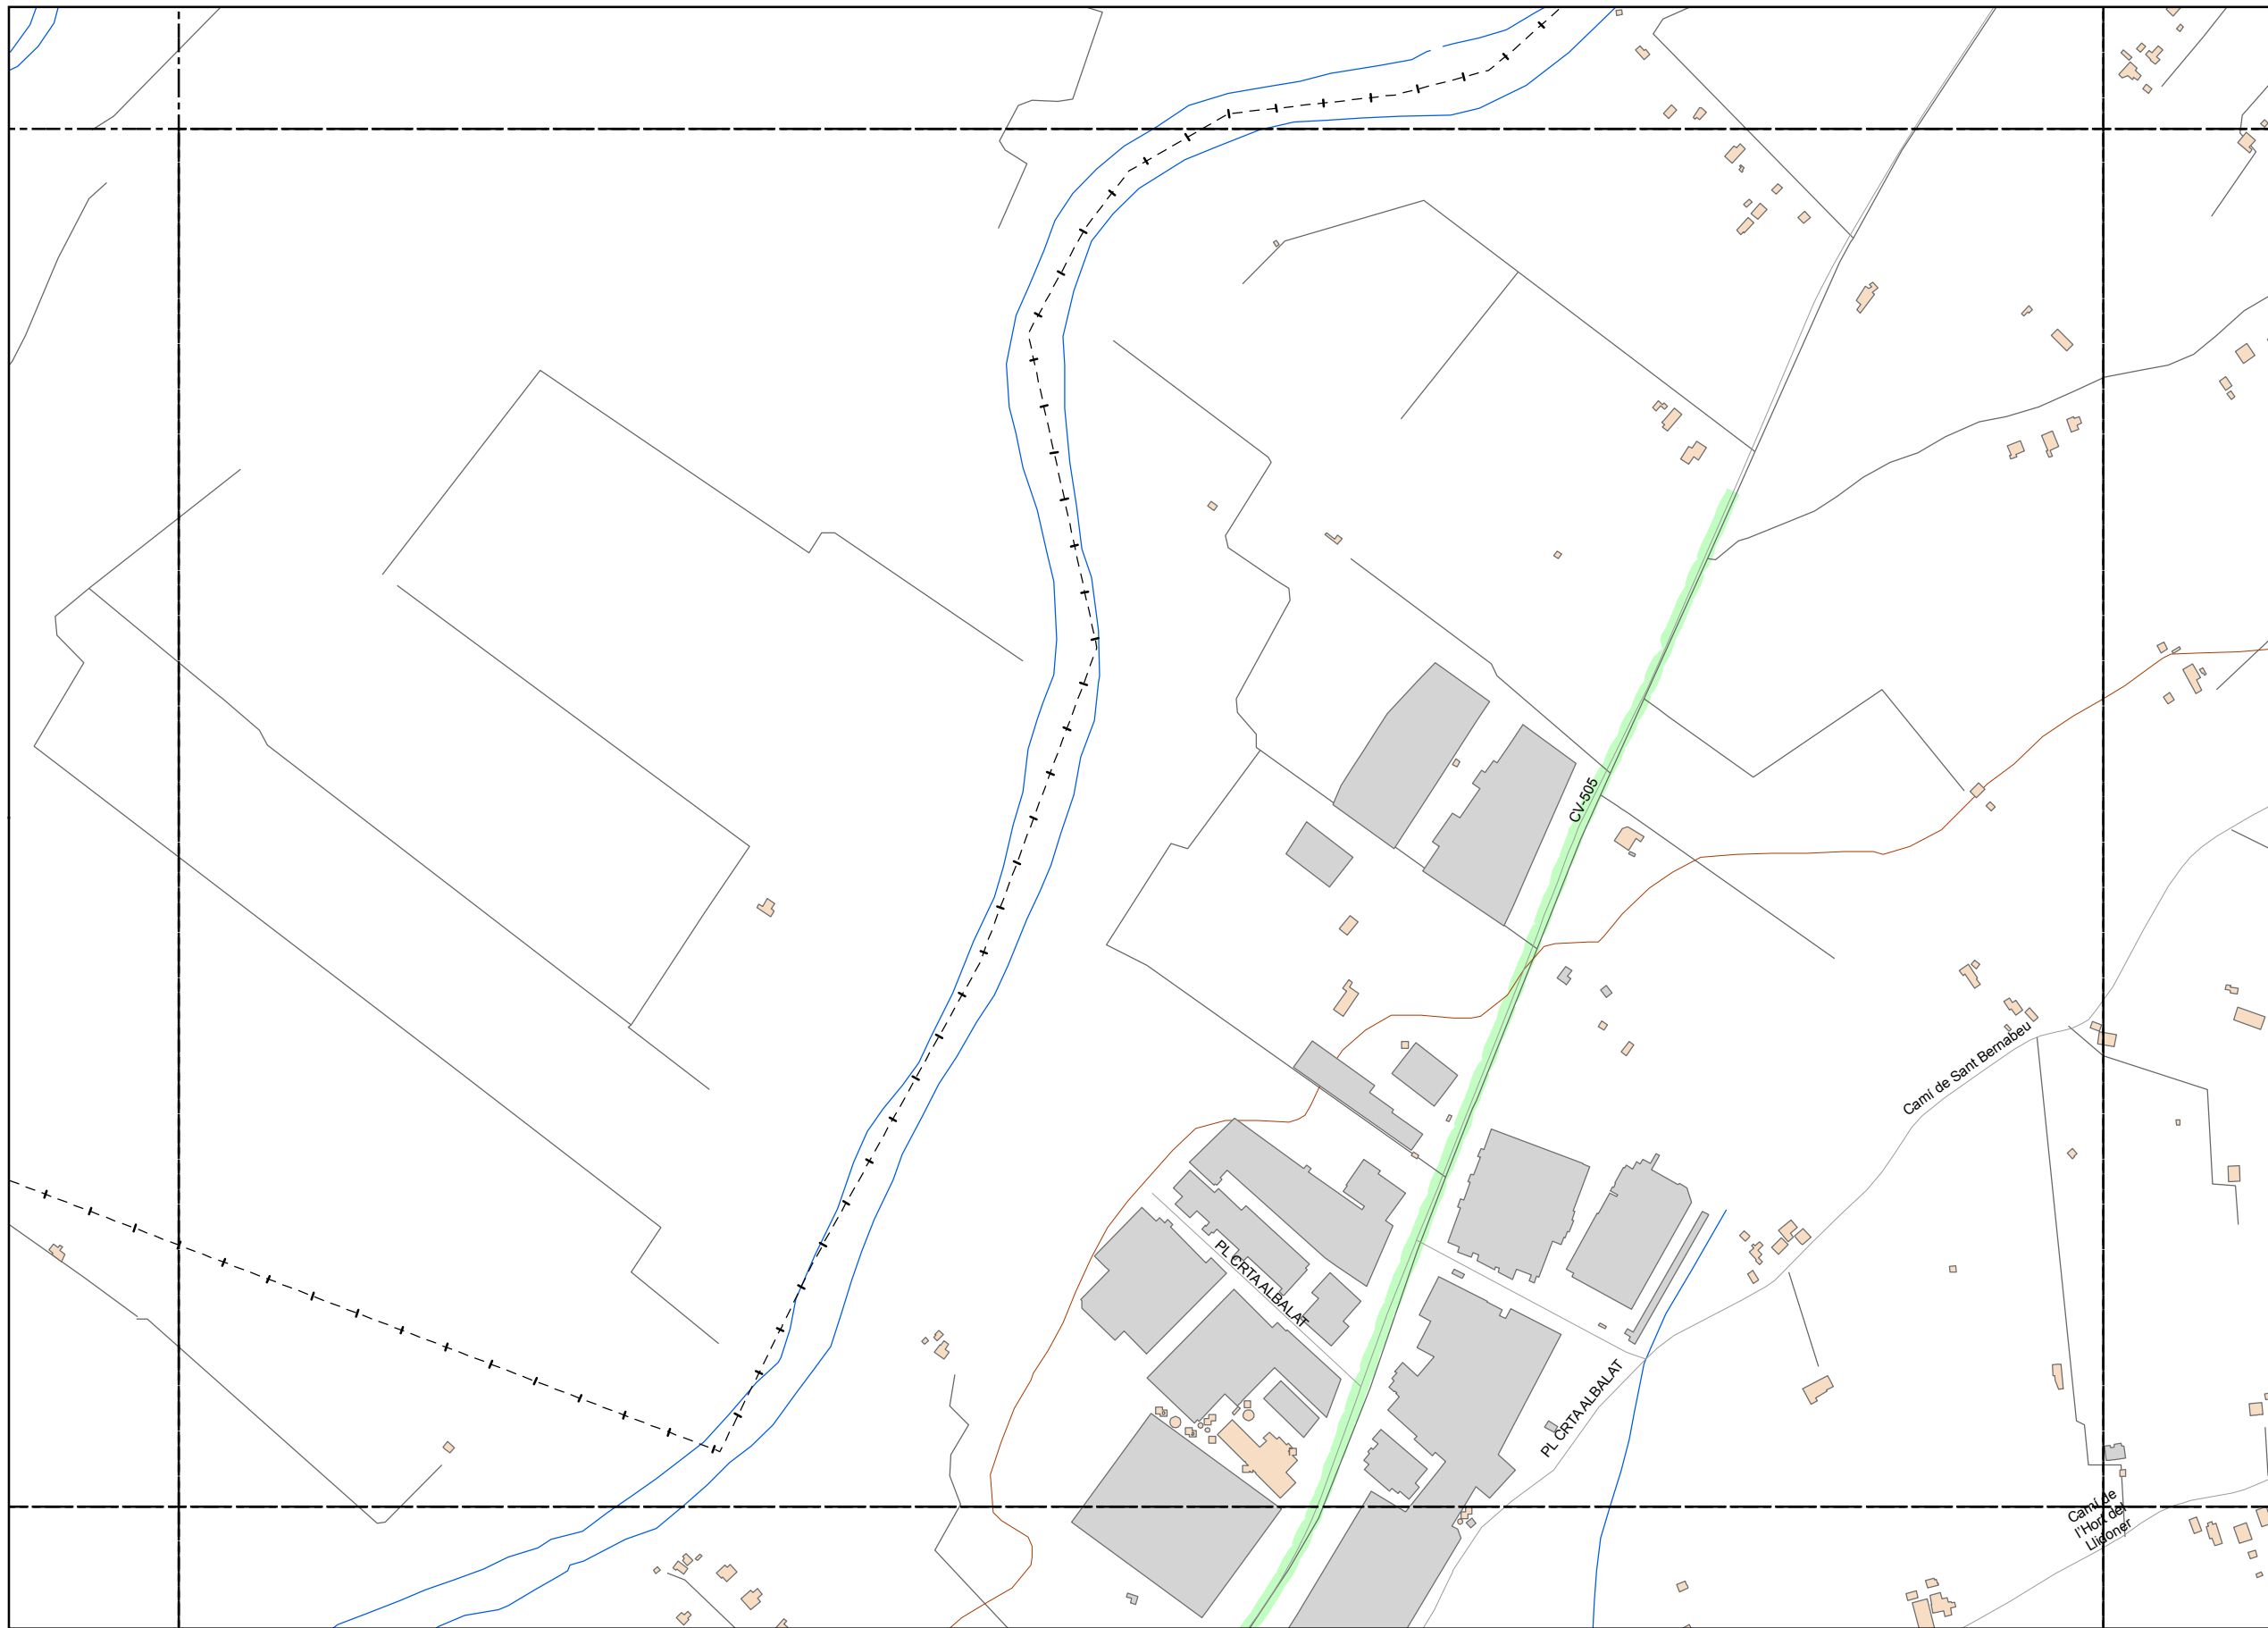 CV-505
Camí de Sant Bernabeu
PL CRTA ALBALAT
PL CRTA ALBALAT
Camí de
l'Hort del
Llidoner